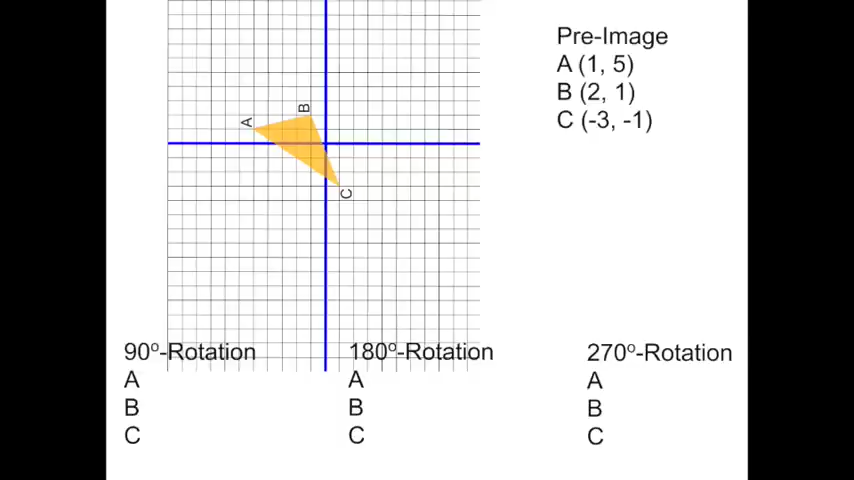 Pre-Image
A (1, 5)
B (2, 1)
C (-3, -1)
A
B
C
90º-Rotation
A
B
C
180º-Rotation
A
B
C
270º-Rotation
A
B
C